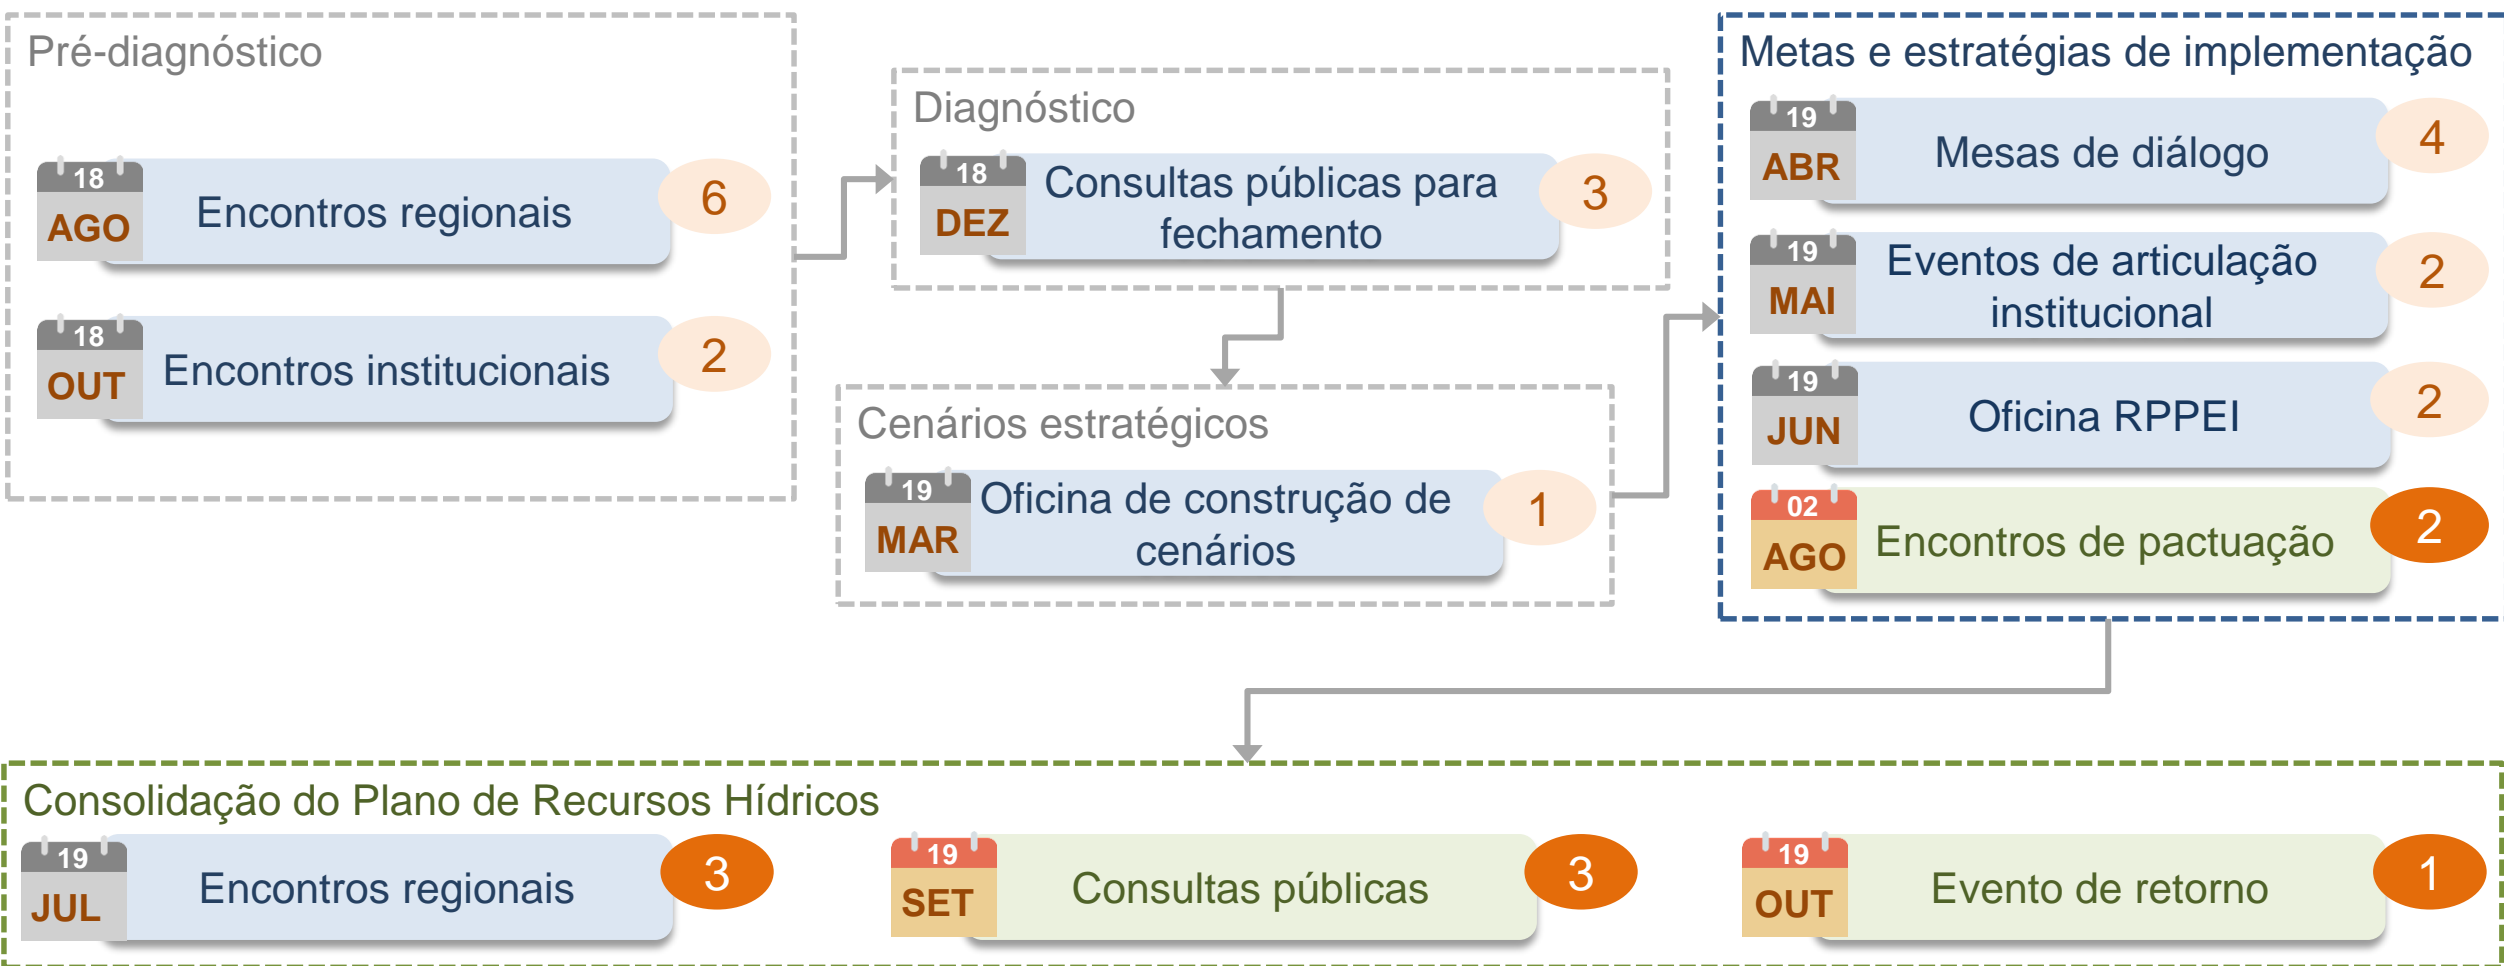 Pré-diagnóstico
18
AGO
Encontros regionais
6
18
OUT
Encontros institucionais
2
Diagnóstico
18
DEZ
Consultas públicas para
fechamento
3
Cenários estratégicos
19
MAR
Oficina de construção de
cenários
1
Metas e estratégias de implementação
19
ABR
Mesas de diálogo
4
19
MAI
Eventos de articulação
institucional
2
19
JUN
Oficina RPPEI
2
02
AGO
Encontros de pactuação
2
Consolidação do Plano de Recursos Hídricos
19
JUL
Encontros regionais
3
19
SET
Consultas públicas
3
19
OUT
Evento de retorno
1